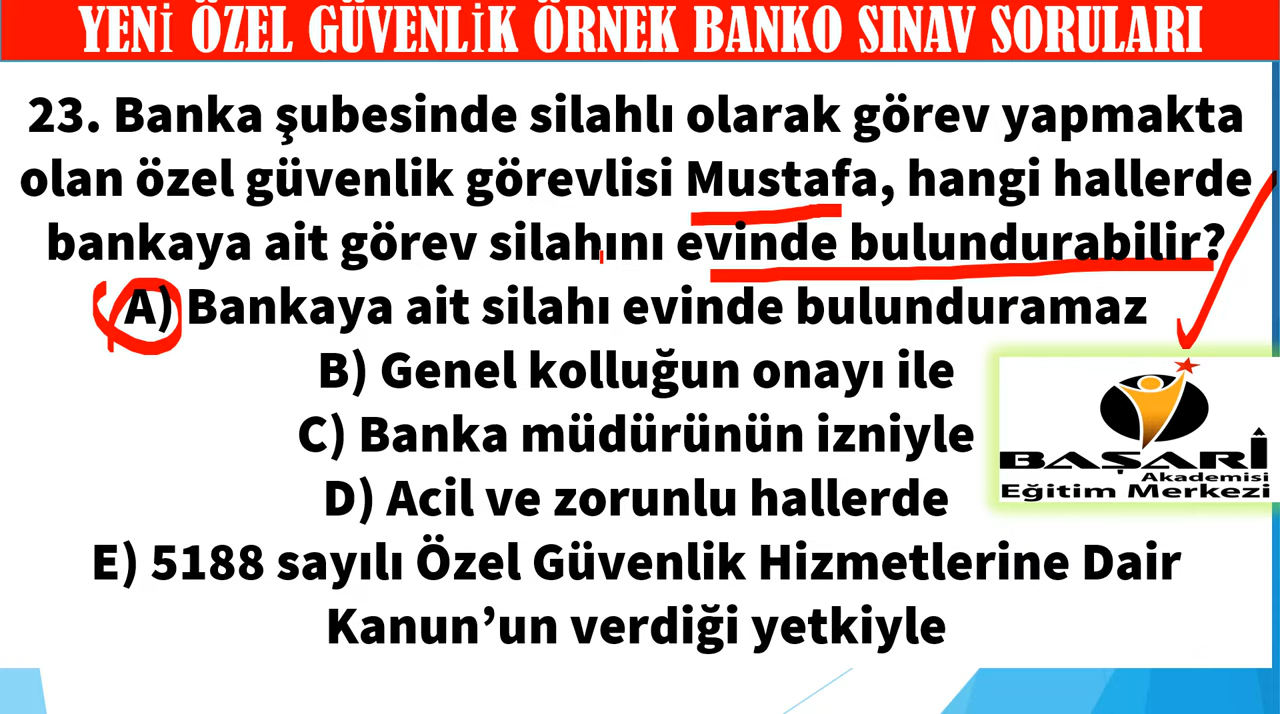 YENİ ÖZEL GÜVENLİK ÖRNEK BANKO SINAV SORULARI
23. Banka şubesinde silahlı olarak görev yapmakta
olan özel güvenlik görevlisi Mustafa, hangi hallerde
bankaya ait görev silahını evinde bulundurabilir?
A) Bankaya ait silahı evinde bulunduramaz
B) Genel kolluğun onayı ile
C) Banka müdürünün izniyle
D) Acil ve zorunlu hallerde
E) 5188 sayılı Özel Güvenlik Hizmetlerine Dair
Kanun’un verdiği yetkiyle
BAŞARÎ
Akademisi
Eğitim Merkezi